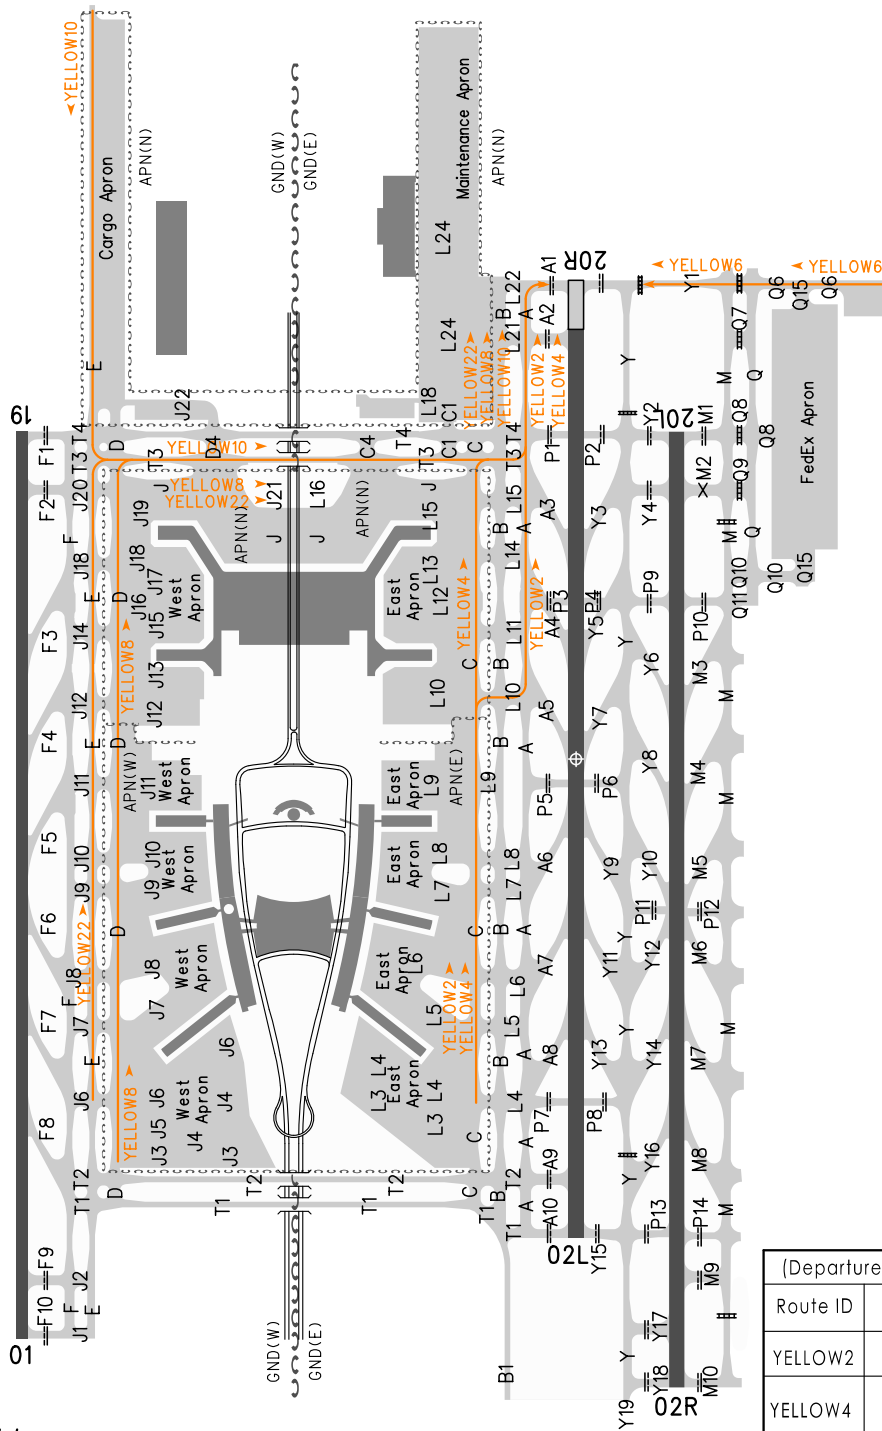 YELLOW10
Cargo Apron
APN(N)
GND(W)
GND(E)
Maintenance Apron
APN(N)
L24
L24
E
J22
L18
C1
YELLOW22
YELLOW8
YELLOW10
YELLOW2
YELLOW4
L21
L22
B
A
A1
A2
20R
YELLOW6
YELLOW6
Y1
Q6
Q15
Q6
Q7
M
Q
Y
19
F1
T4
T3
D
T3
D4
YELLOW10
C4
T4
T3
C1
C
T4
T3
P1
P2
Y2
20L
M1
Q8
Q8
FedEx Apron
F2
J20
J
J19
YELLOW8
YELLOW22
J21
L16
APN(N)
APN(N)
J
J
J
L15
L15
B
A
A3
Y3
Y4
M2
Q9
M
Q
F
J18
J18
J17
J16
J15
West
Apron
East
Apron
L13
L12
L14
L11
YELLOW4
YELLOW2
E
D
P3
A4
P4
Y5
P9
P10
Q11
Q10
Q10
Q15
F3
J14
YELLOW8
J13
J12
J12
L10
C
B
L10
Y
Y6
M3
M
A5
Y7
F4
E
D
APN(W)
J11
J11
West
Apron
East
Apron
L9
APN(E)
L9
B
A
P5
P6
Y8
M4
M
F5
J10
J9
J10
J9
West
Apron
East
Apron
L8
L7
L8
L7
A6
Y9
Y10
M5
P11
P12
F6
YELLOW22
D
C
B
A
Y
Y12
M6
J8
J8
J7
J7
F
West
Apron
East
Apron
L6
L5
YELLOW2
YELLOW4
L6
L5
A7
Y11
F7
E
J6
B
A
A8
Y13
Y
Y14
M7
M
J6
YELLOW8
J6
J5
J3
J4
West
Apron
J4
J3
L3
L4
East
Apron
L3
L4
L4
P7
P8
F8
C
A
Y16
Y
M8
T2
T1
D
T1
T2
T1
T2
C
B
T1
T2
A9
A10
A
P13
P14
M
02L
Y15
F9
J2
M9
F10
F
E
J1
01
GND(W)
GND(E)
B1
Y17
Y
Y18
Y19
M10
02R
(Departure
Route ID
YELLOW2
YELLOW4